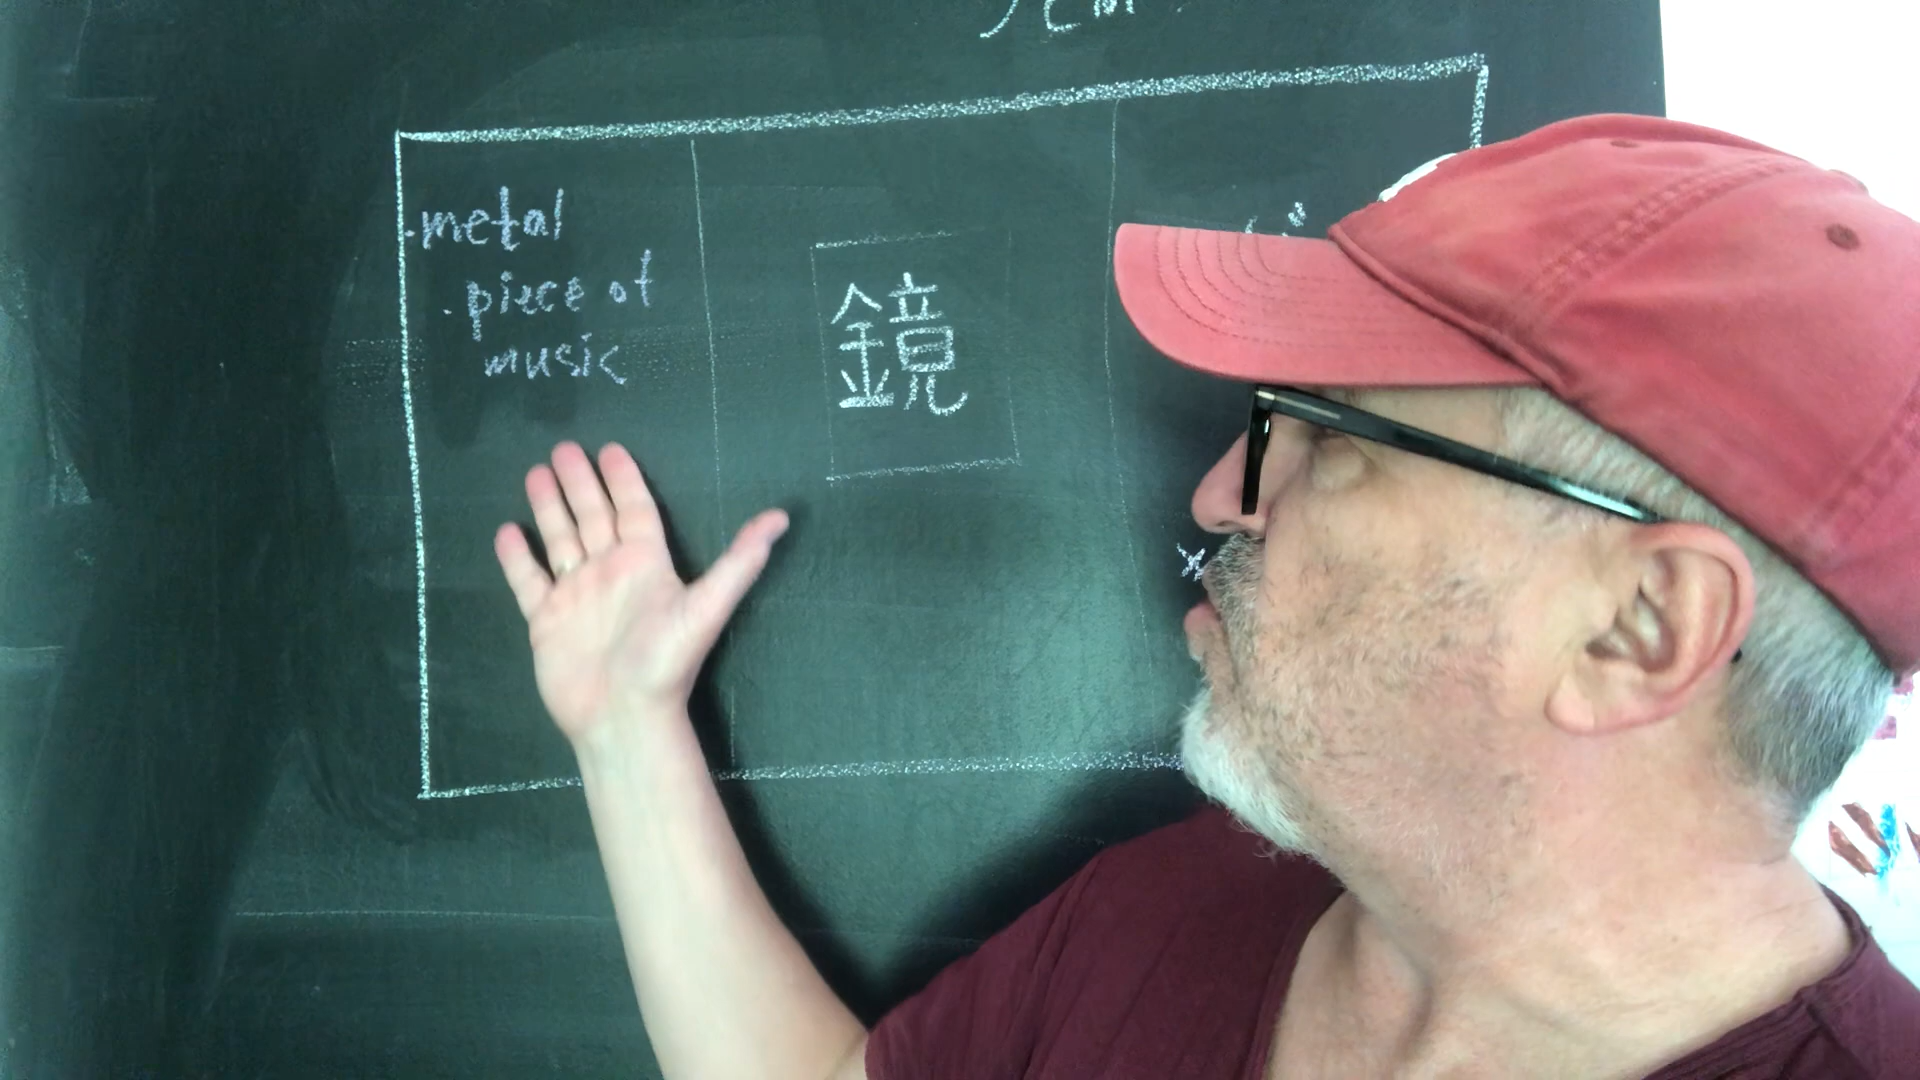 ·metal
·piece of
music
鏡